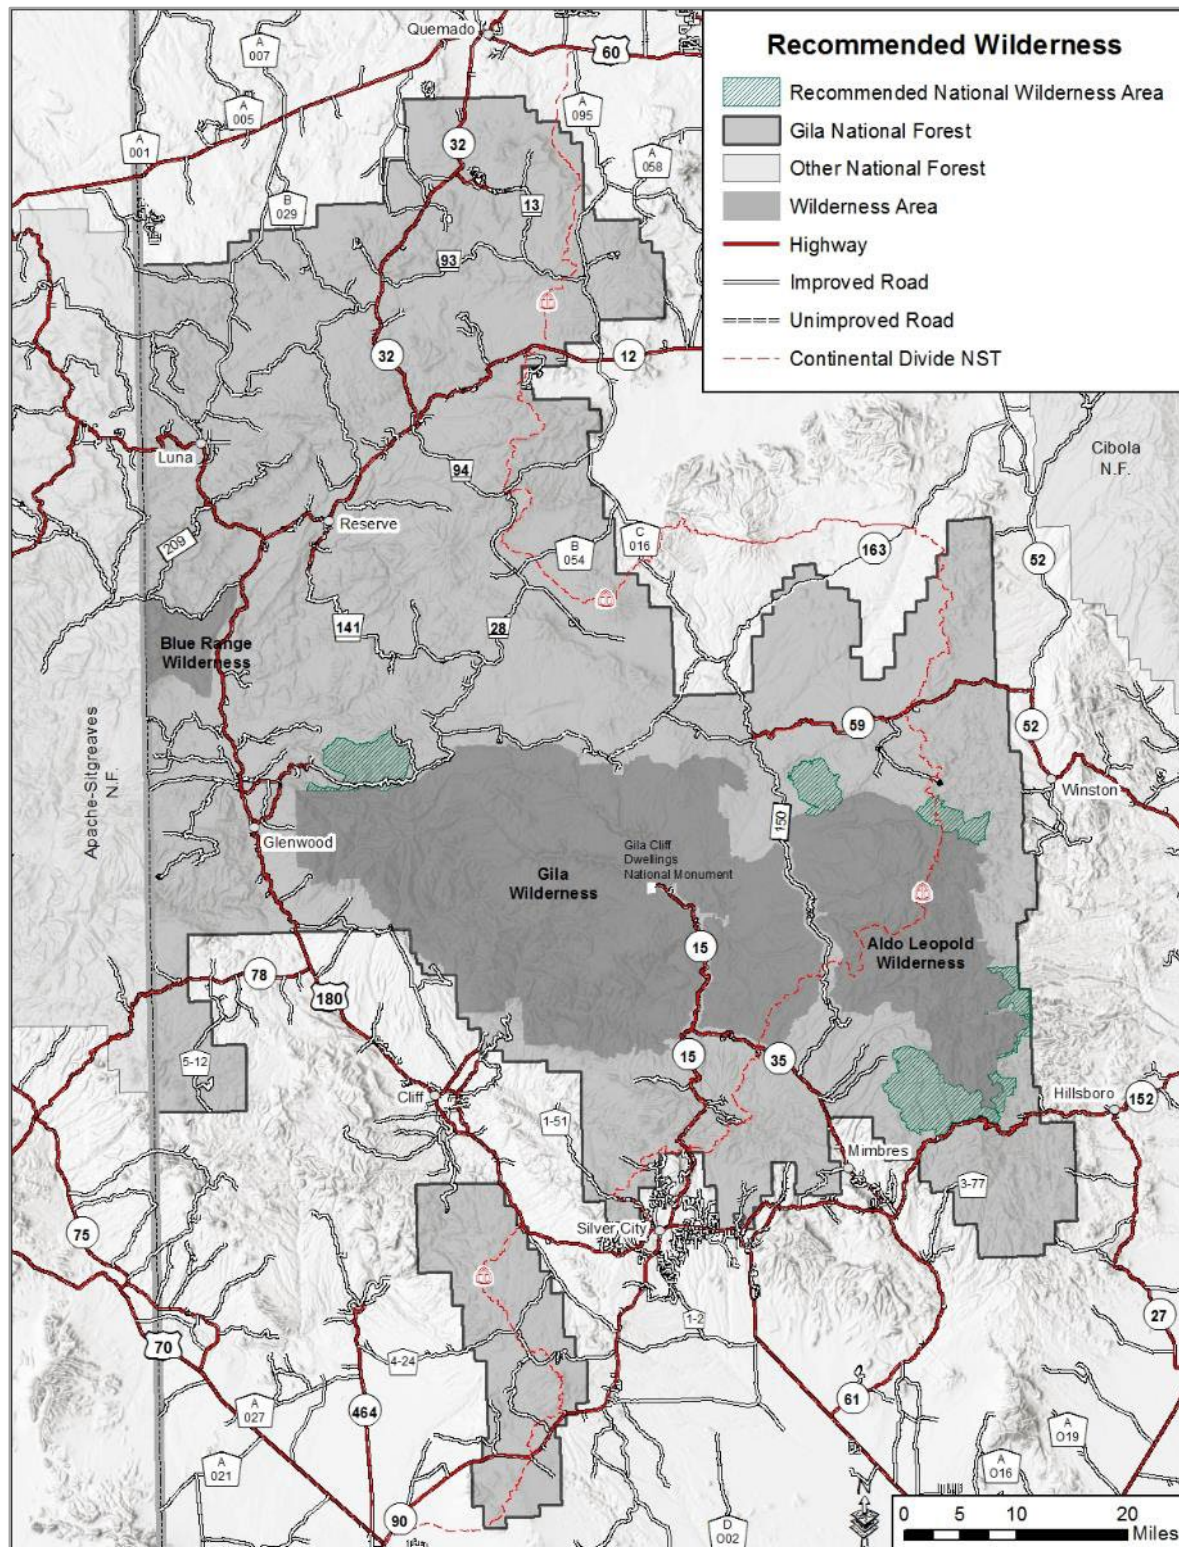 Recommended Wilderness
Recommended National Wilderness Area
Gila National Forest
Other National Forest
Wilderness Area
Highway
Improved Road
Unimproved Road
Continental Divide NST
Quemado
60
A
007
A
005
A
001
A
095
A
058
32
13
B
029
93
32
12
Luna
94
Reserve
209
B
054
C
016
163
Cibola
N.F.
52
141
28
Blue Range
Wilderness
59
52
Winston
Apache-Sitgreaves
N.F.
Glenwood
150
Gila Cliff
Dwellings
National Monument
Gila
Wilderness
15
Aldo Leopold
Wilderness
78
180
5-12
15
35
Cliff
1-51
Hillsboro
152
Mimbres
3-77
75
Silver City
1-2
27
70
4-24
A
027
464
61
A
021
A
019
A
016
90
D
002
N
0 5 10 20
Miles